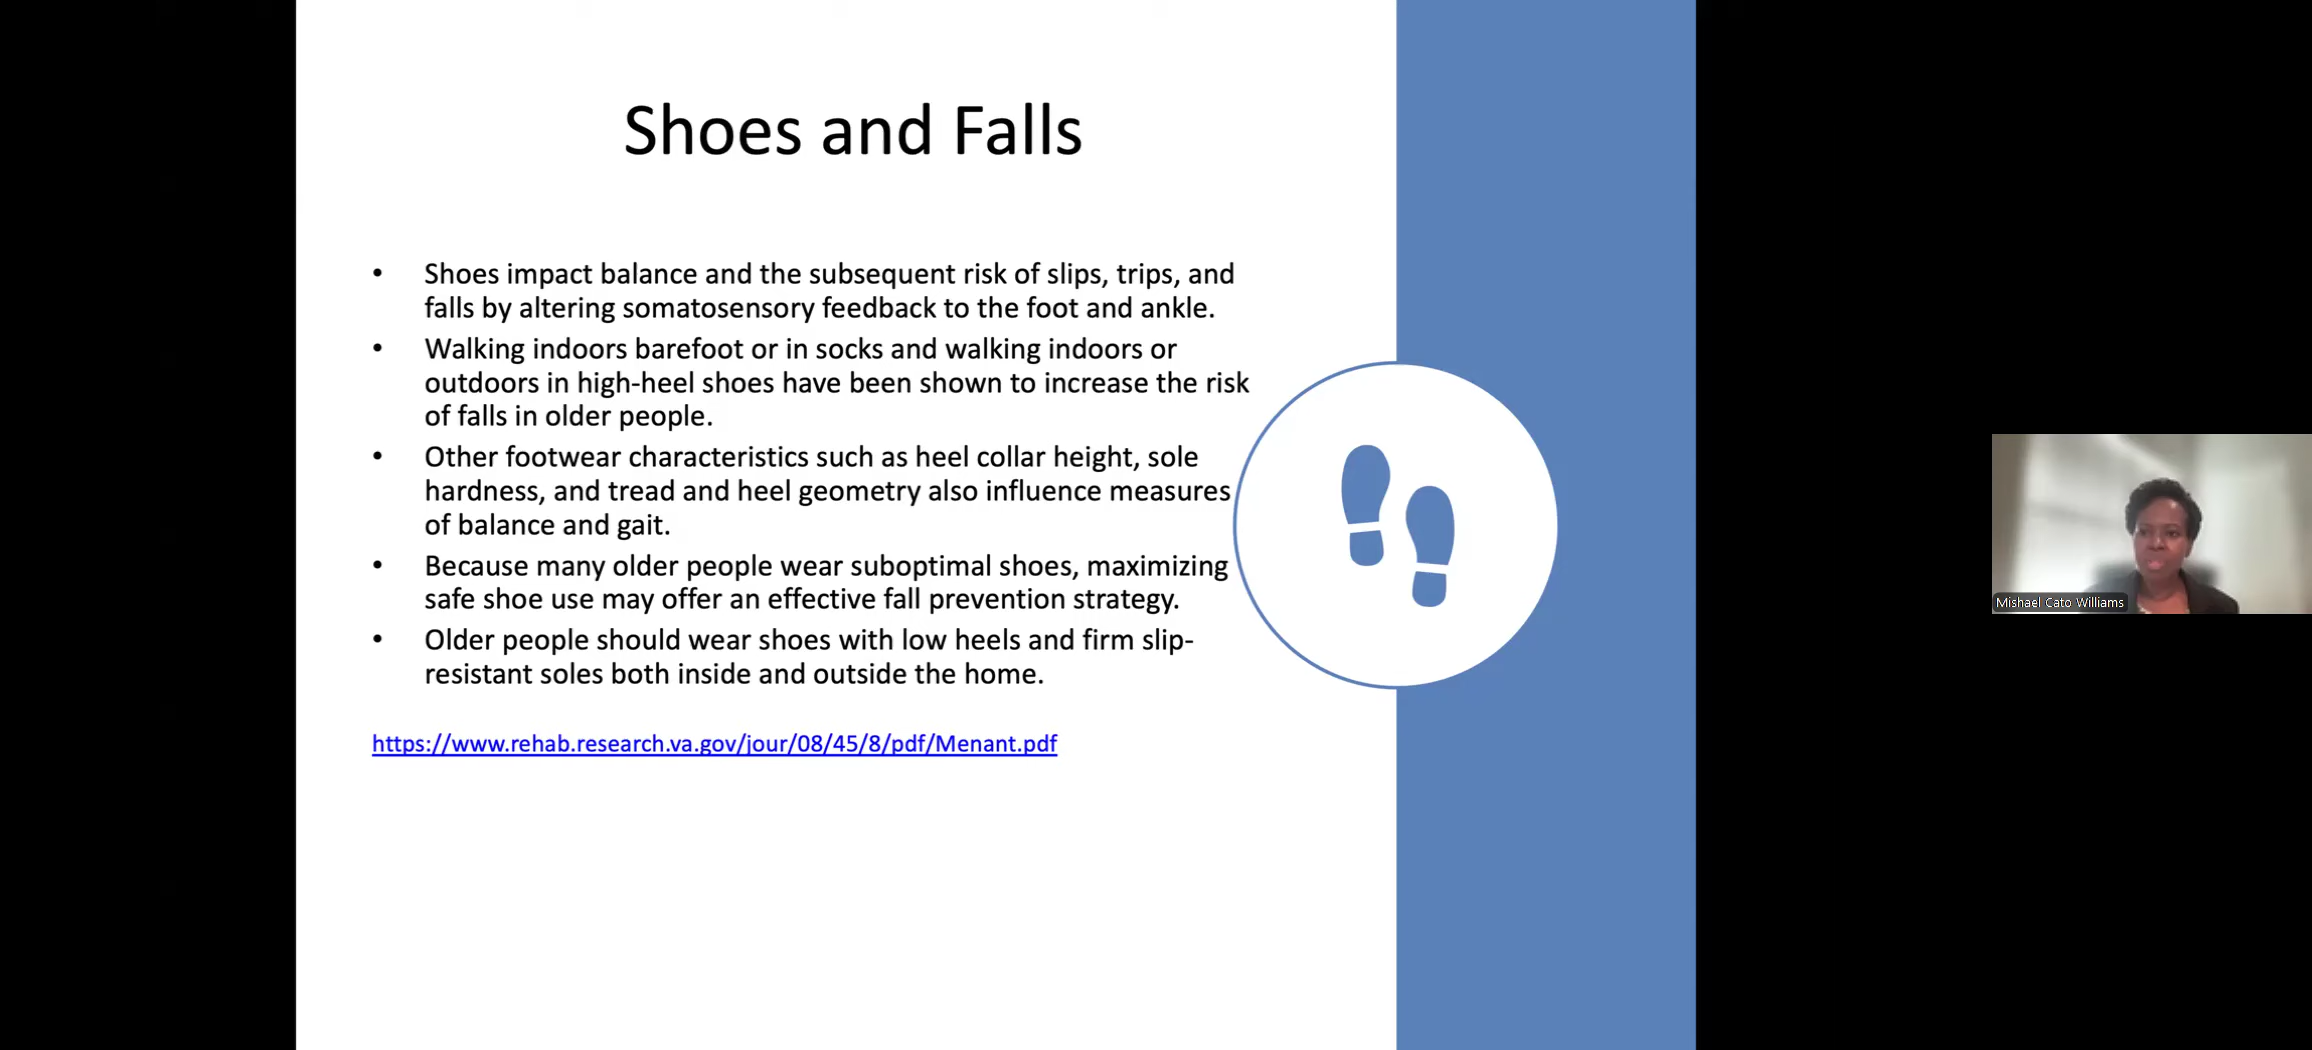 Shoes and Falls
• Shoes impact balance and the subsequent risk of slips, trips, and
falls by altering somatosensory feedback to the foot and ankle.
• Walking indoors barefoot or in socks and walking indoors or
outdoors in high-heel shoes have been shown to increase the risk
of falls in older people.
• Other footwear characteristics such as heel collar height, sole
hardness, and tread and heel geometry also influence measures
of balance and gait.
• Because many older people wear suboptimal shoes, maximizing
safe shoe use may offer an effective fall prevention strategy.
• Older people should wear shoes with low heels and firm slip-
resistant soles both inside and outside the home.
https://www.rehab.research.va.gov/jour/08/45/8/pdf/Menant.pdf
Mishael Cato Williams